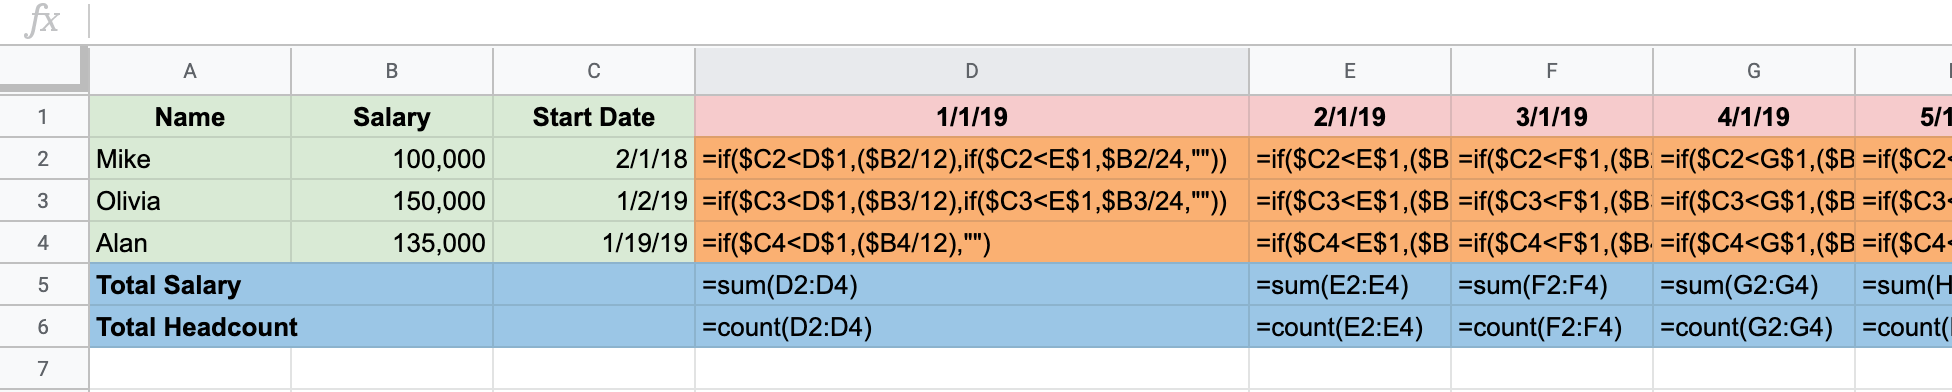 fx
A B C D E F G
1 Name Salary Start Date 1/1/19 2/1/19 3/1/19 4/1/19 5/1
2 Mike 100,000 2/1/18 =if($C2<D$1,($B2/12),if($C2<E$1,$B2/24,"")) =if($C2<E$1,($B =if($C2<F$1,($B =if($C2<G$1,($B =if($C2<
3 Olivia 150,000 1/2/19 =if($C3<D$1,($B3/12),if($C3<E$1,$B3/24,"")) =if($C3<E$1,($B =if($C3<F$1,($B =if($C3<G$1,($B =if($C3<
4 Alan 135,000 1/19/19 =if($C4<D$1,($B4/12),"") =if($C4<E$1,($B =if($C4<F$1,($B =if($C4<G$1,($B =if($C4<
5 Total Salary =sum(D2:D4) =sum(E2:E4) =sum(F2:F4) =sum(G2:G4) =sum(H
6 Total Headcount =count(D2:D4) =count(E2:E4) =count(F2:F4) =count(G2:G4) =count(
7